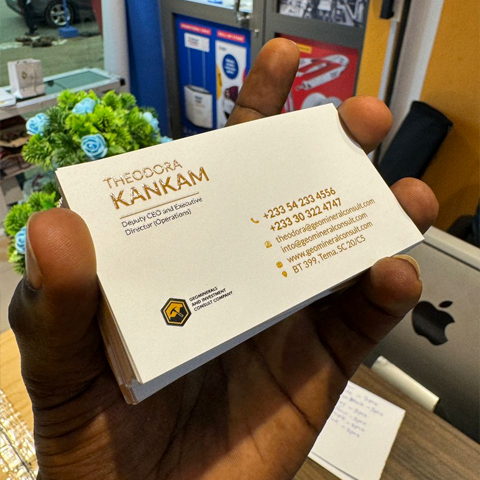 THEODORA
KANKAM
Deputy CEO and Executive
Director (Operations)
+233 54 233 4556
+233 30 322 4747
theodora@geomineralconsult.com
into@geomineralconsult.com
www.geomineralconsult.com
BT 399, Tema. SC 20/C5
GEOMINERALS
AND INVESTMENT
CONSULT COMPANY